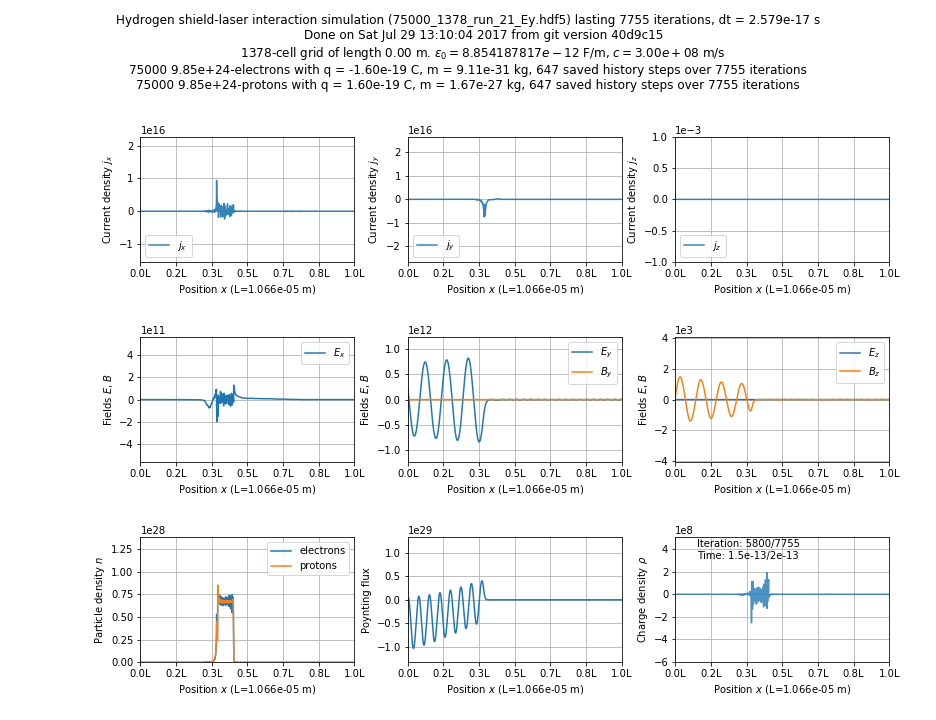 Hydrogen shield-laser interaction simulation (75000_1378_run_21_Ey.hdf5) lasting 7755 iterations, dt = 2.579e-17 s
Done on Sat Jul 29 13:10:04 2017 from git version 40d9c15
1378-cell grid of length 0.00 m. ε₀ = 8.854187817e − 12 F/m, c = 3.00e + 08 m/s
75000 9.85e+24-electrons with q = -1.60e-19 C, m = 9.11e-31 kg, 647 saved history steps over 7755 iterations
75000 9.85e+24-protons with q = 1.60e-19 C, m = 1.67e-27 kg, 647 saved history steps over 7755 iterations
1e16
Current density jₓ
2
1
0
−1
jₓ
0.0L 0.2L 0.3L 0.5L 0.7L 0.8L 1.0L
Position x (L=1.066e-05 m)
1e16
Current density j_y
2
1
0
−1
−2
j_y
0.0L 0.2L 0.3L 0.5L 0.7L 0.8L 1.0L
Position x (L=1.066e-05 m)
1e−3
Current density j_z
1.0
0.5
0.0
−0.5
−1.0
j_z
0.0L 0.2L 0.3L 0.5L 0.7L 0.8L 1.0L
Position x (L=1.066e-05 m)
1e11
Fields E, B
4
2
0
−2
−4
Eₓ
0.0L 0.2L 0.3L 0.5L 0.7L 0.8L 1.0L
Position x (L=1.066e-05 m)
1e12
Fields E, B
1.0
0.5
0.0
−0.5
−1.0
E_y
B_y
0.0L 0.2L 0.3L 0.5L 0.7L 0.8L 1.0L
Position x (L=1.066e-05 m)
1e3
Fields E, B
4
2
0
−2
−4
E_z
B_z
0.0L 0.2L 0.3L 0.5L 0.7L 0.8L 1.0L
Position x (L=1.066e-05 m)
1e28
Particle density n
1.25
1.00
0.75
0.50
0.25
0.00
electrons
protons
0.0L 0.2L 0.3L 0.5L 0.7L 0.8L 1.0L
Position x (L=1.066e-05 m)
1e29
Poynting flux
1.0
0.5
0.0
−0.5
−1.0
0.0L 0.2L 0.3L 0.5L 0.7L 0.8L 1.0L
Position x (L=1.066e-05 m)
1e8
Charge density ρ
4
2
0
−2
−4
−6
Iteration: 5800/7755
Time: 1.5e-13/2e-13
0.0L 0.2L 0.3L 0.5L 0.7L 0.8L 1.0L
Position x (L=1.066e-05 m)